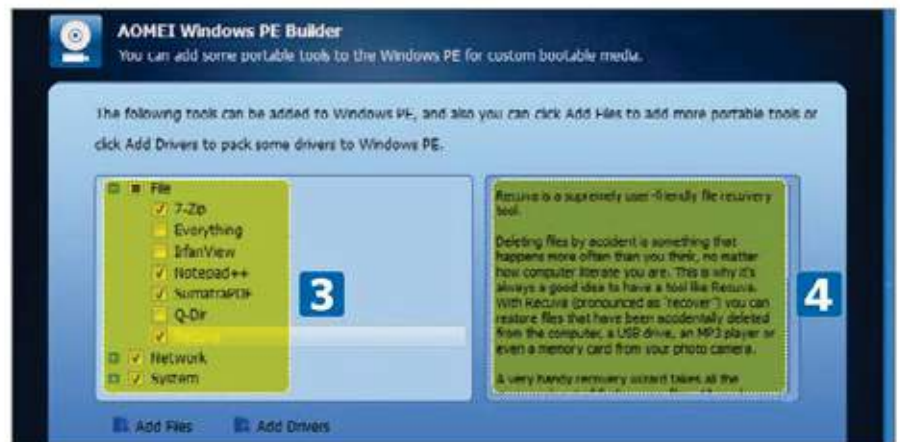 AOMEI Windows PE Builder
You can add some portable tools to the Windows PE for custom bootable media.
The following tools can be added to Windows PE, and also you can click Add Files to add more portable tools or
click Add Drivers to pack some drivers to Windows PE.
File
7-Zip
Everything
IrfanView
Notepad++
SumatraPDF
Q-Dir
Network
System
3
Recuva is a supremely user-friendly file recovery
tool.
Deleting files by accident is something that
happens more often than you think, no matter
how computer literate you are. This is why it's
always a good idea to have a tool like Recuva.
With Recuva (pronounced as "recover") you can
restore files that have been accidentally deleted
from the computer, a USB drive, an MP3 player or
even a memory card from your photo camera.
A very handy recovery wizard takes all the
4
Add Files
Add Drivers